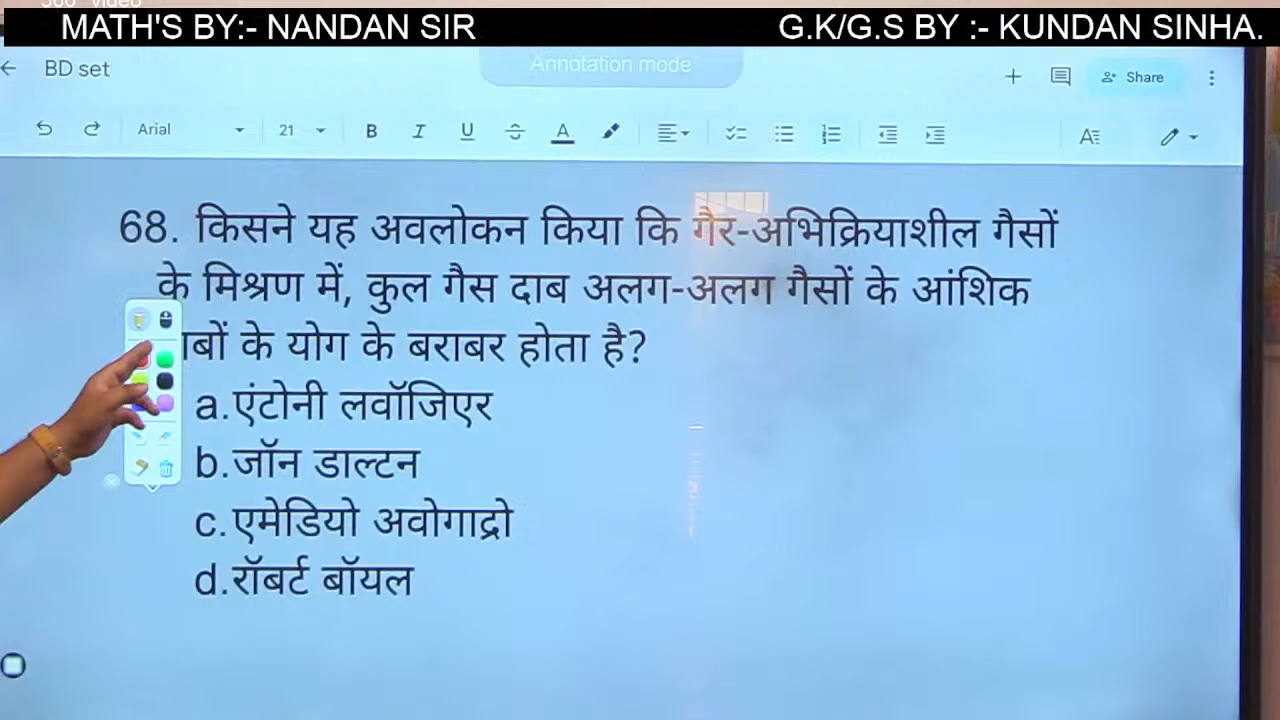 MATH'S BY:- NANDAN SIR
G.K/G.S BY :- KUNDAN SINHA.
BD set
Annotation mode
Share
Arial
21
B I U S A
68. किसने यह अवलोकन किया कि गैर-अभिक्रियाशील गैसों
के मिश्रण में, कुल गैस दाब अलग-अलग गैसों के आंशिक
बों के योग के बराबर होता है?
a.एंटोनी लवॉजिएर
b.जॉन डाल्टन
c.एमेडियो अवोगाद्रो
d.रॉबर्ट बॉयल